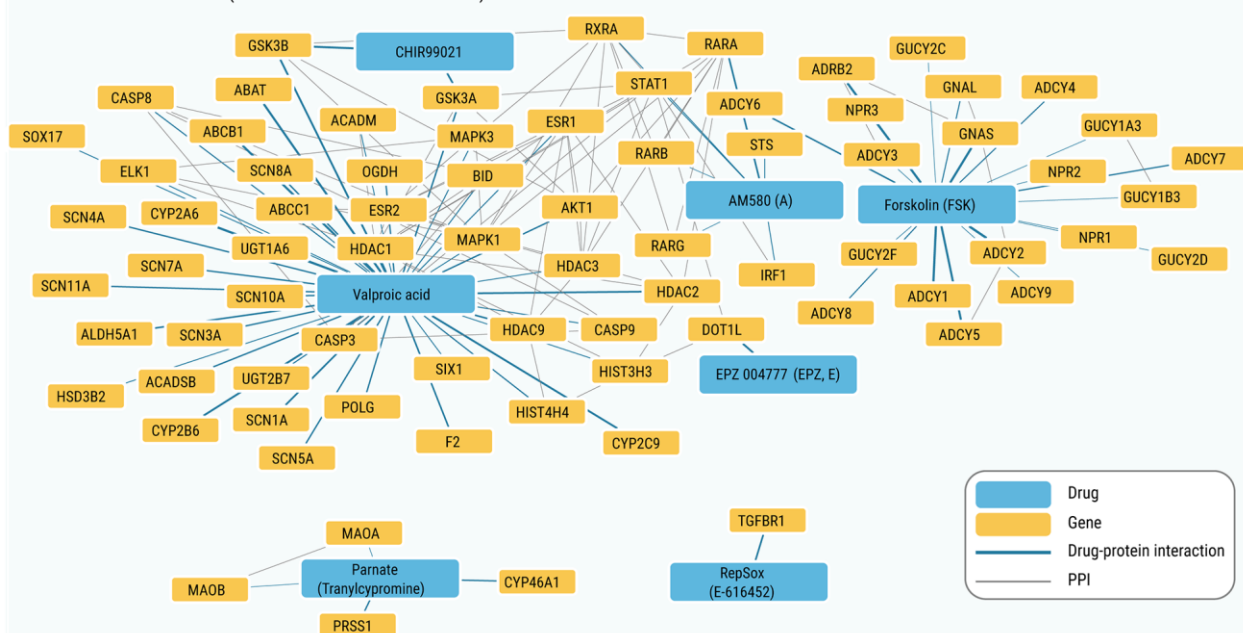 RXRA
GSK3B
CHIR99021
RARA
GUCY2C
ADRB2
GNAL
ADCY4
STAT1
ABAT
CASP8
GSK3A
ADCY6
NPR3
ACADM
ESR1
GUCY1A3
SOX17
ABCB1
MAPK3
GNAS
STS
RARB
ADCY3
ADCY7
ELK1
SCN8A
OGDH
BID
NPR2
GUCY1B3
AM580 (A)
Forskolin (FSK)
SCN4A
CYP2A6
ABCC1
ESR2
AKT1
UGT1A6
HDAC1
MAPK1
RARG
NPR1
GUCY2F
ADCY2
GUCY2D
SCN7A
HDAC3
IRF1
SCN11A
SCN10A
Valproic acid
HDAC2
ADCY1
ADCY9
ADCY8
ALDH5A1
SCN3A
CASP3
HDAC9
CASP9
DOT1L
ADCY5
SIX1
HIST3H3
EPZ 004777 (EPZ, E)
HSD3B2
ACADSB
UGT2B7
POLG
HIST4H4
CYP2B6
SCN1A
F2
CYP2C9
SCN5A
Drug
Gene
Drug-protein interaction
PPI
TGFBR1
RepSox
(E-616452)
MAOA
Parnate
(Tranylcypromine)
CYP46A1
MAOB
PRSS1